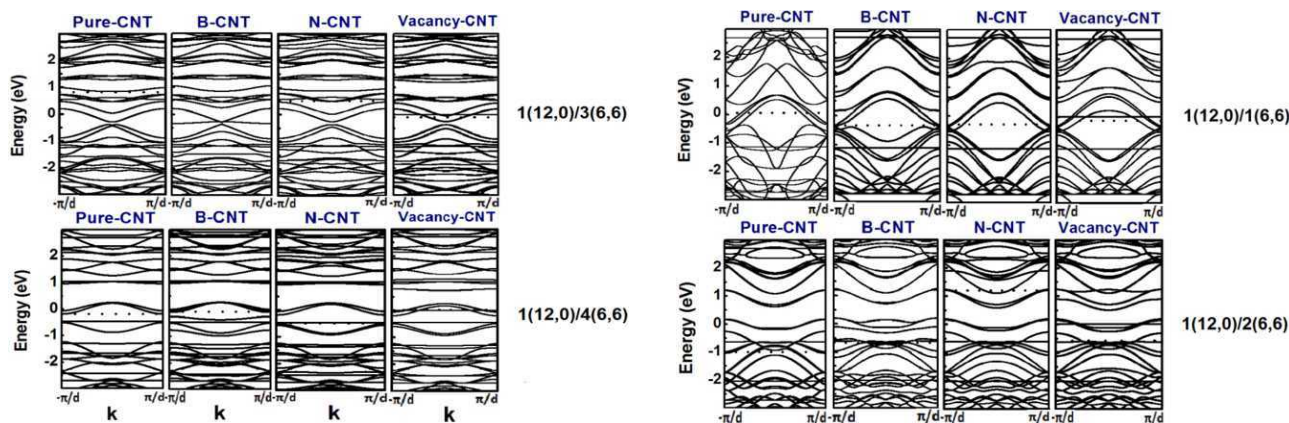 Pure-CNT B-CNT N-CNT Vacancy-CNT
Energy (eV)
2
1
0
-1
-2
-π/d π/d -π/d π/d -π/d π/d -π/d π/d
1(12,0)/3(6,6)
Pure-CNT B-CNT N-CNT Vacancy-CNT
Energy (eV)
2
1
0
-1
-2
-π/d π/d -π/d π/d -π/d π/d -π/d π/d
k k k k
1(12,0)/4(6,6)
Pure-CNT B-CNT N-CNT Vacancy-CNT
Energy (eV)
2
1
0
-1
-2
-π/d π/d -π/d π/d -π/d π/d -π/d π/d
1(12,0)/1(6,6)
Pure-CNT B-CNT N-CNT Vacancy-CNT
Energy (eV)
2
1
0
-1
-2
-π/d π/d -π/d π/d -π/d π/d -π/d π/d
1(12,0)/2(6,6)